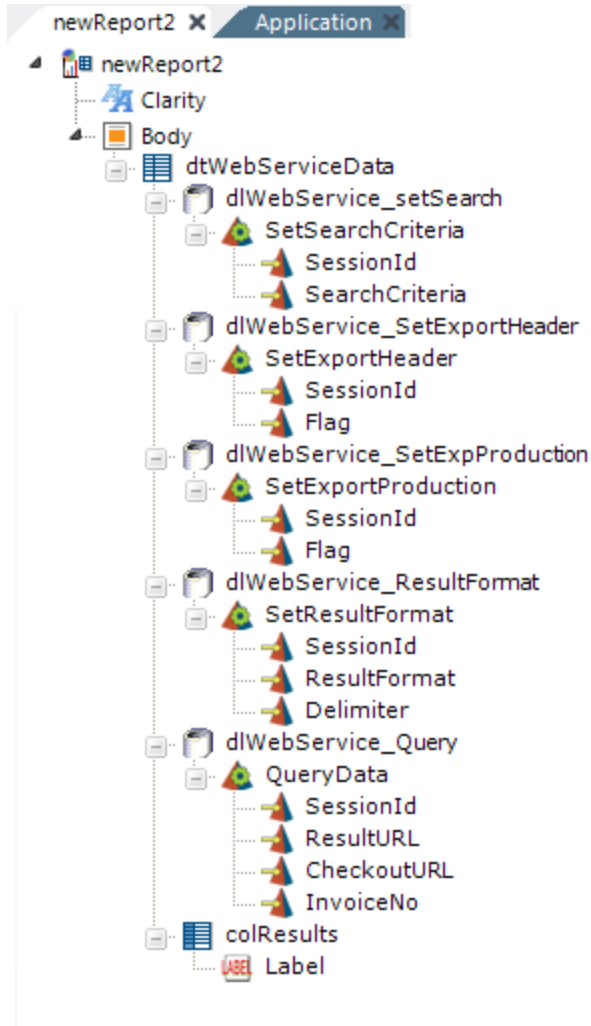 newReport2 Application
newReport2
Clarity
Body
dtWebServiceData
dlWebService_setSearch
SetSearchCriteria
SessionId
SearchCriteria
dlWebService_SetExportHeader
SetExportHeader
SessionId
Flag
dlWebService_SetExpProduction
SetExportProduction
SessionId
Flag
dlWebService_ResultFormat
SetResultFormat
SessionId
ResultFormat
Delimiter
dlWebService_Query
QueryData
SessionId
ResultURL
CheckoutURL
InvoiceNo
colResults
LABEL Label